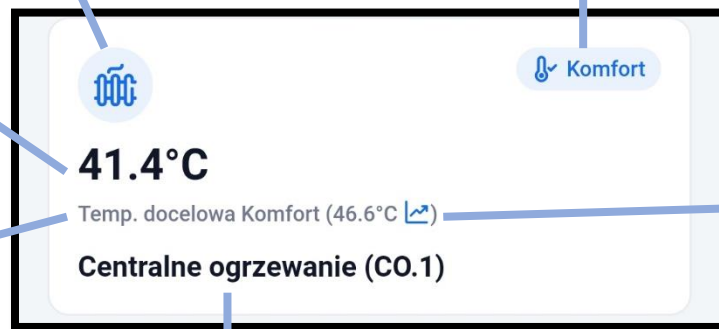 Komfort
41.4°C
Temp. docelowa Komfort (46.6°C )
Centralne ogrzewanie (CO.1)